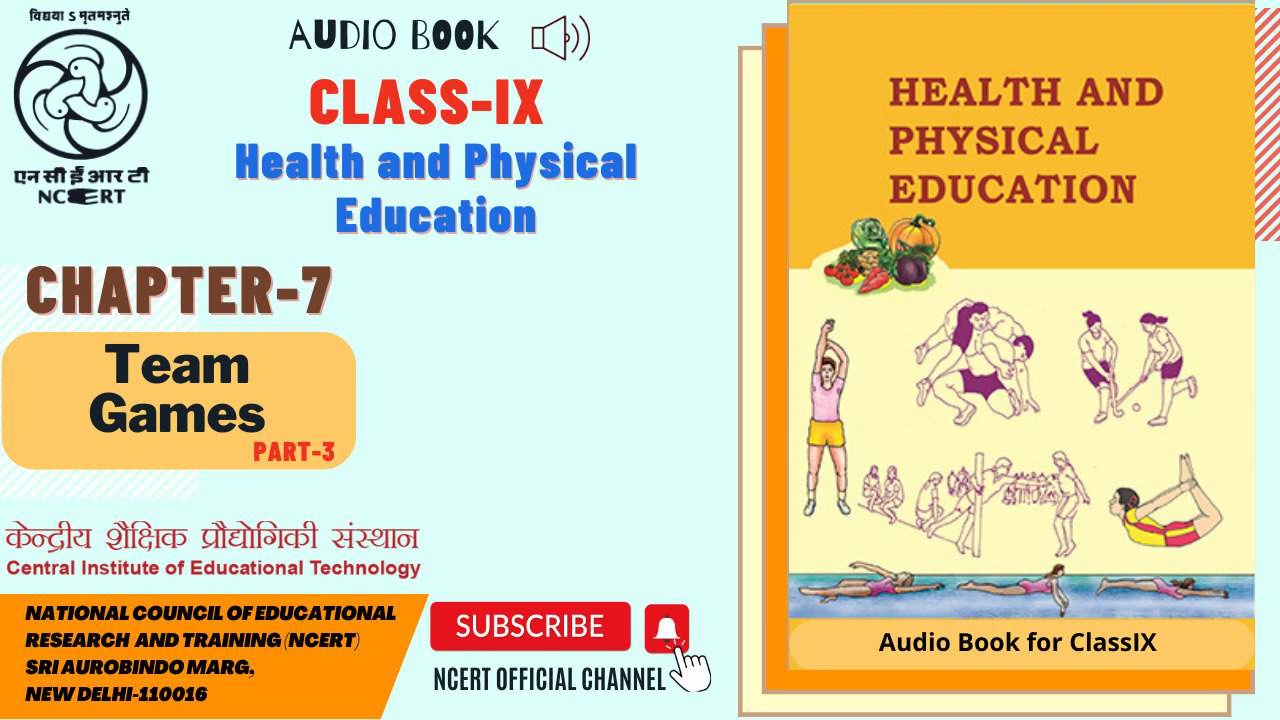 विद्यया ऽ मृतमश्नुते
एन सी ई आर टी
NCERT
AUDIO BOOK
CLASS-IX
Health and Physical
Education
CHAPTER-7
Team
Games
PART-3
केन्द्रीय शैक्षिक प्रौद्योगिकी संस्थान
Central Institute of Educational Technology
NATIONAL COUNCIL OF EDUCATIONAL
RESEARCH AND TRAINING (NCERT)
SRI AUROBINDO MARG,
NEW DELHI-110016
SUBSCRIBE
NCERT OFFICIAL CHANNEL
HEALTH AND
PHYSICAL
EDUCATION
Audio Book for ClassIX